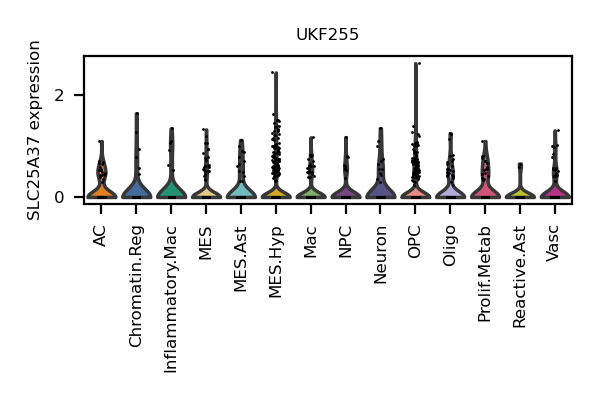 UKF255
SLC25A37 expression
2
0
AC
Chromatin.Reg
Inflammatory.Mac
MES
MES.Ast
MES.Hyp
Mac
NPC
Neuron
OPC
Oligo
Prolif.Metab
Reactive.Ast
Vasc